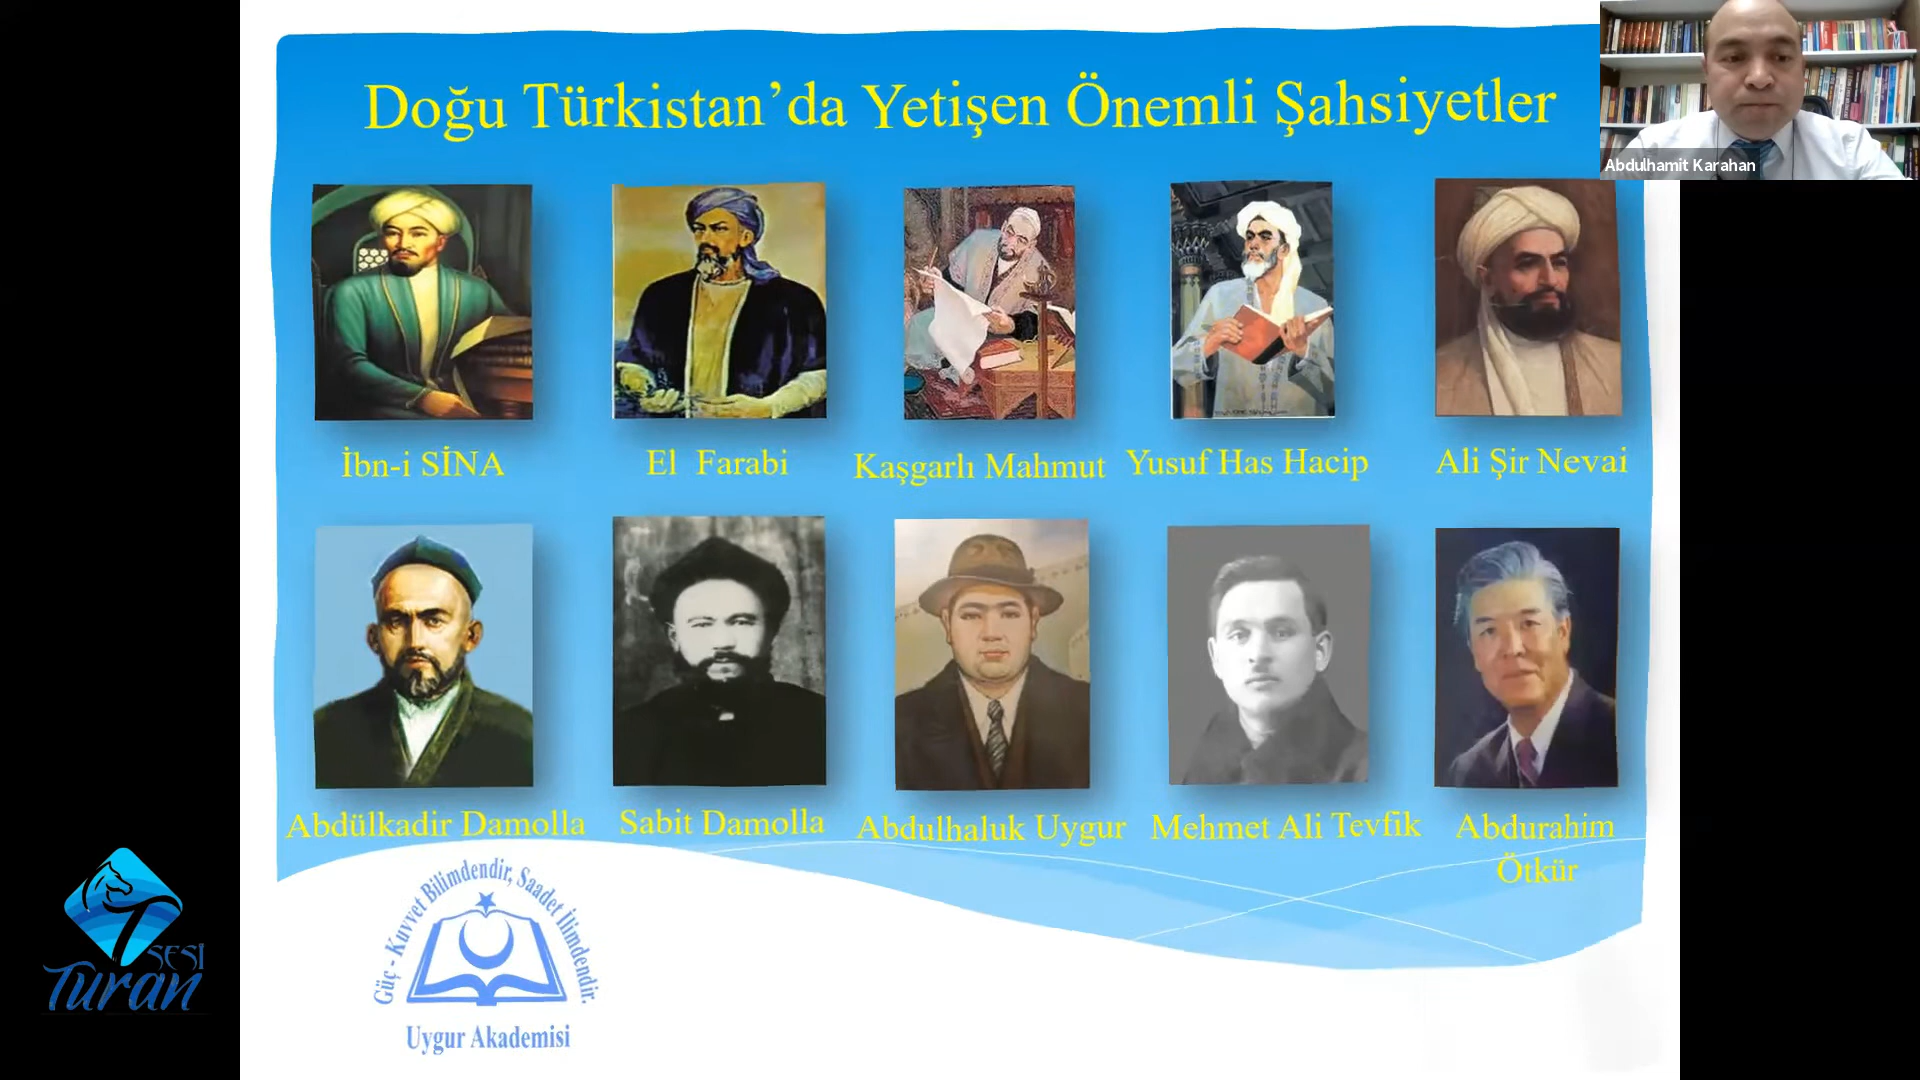 Doğu Türkistan’da Yetişen Önemli Şahsiyetler
Abdulhamit Karahan
İbn-i SİNA
El Farabi
Kaşgarlı Mahmut
Yusuf Has Hacip
Ali Şir Nevai
Abdülkadir Damolla
Sabit Damolla
Abdulhaluk Uygur
Mehmet Ali Tevfik
Abdurahim
Ötkür
Güç - Kuvvet Bilimdendir, Saadet İlimdendir.
Uygur Akademisi
SESİ
Turan